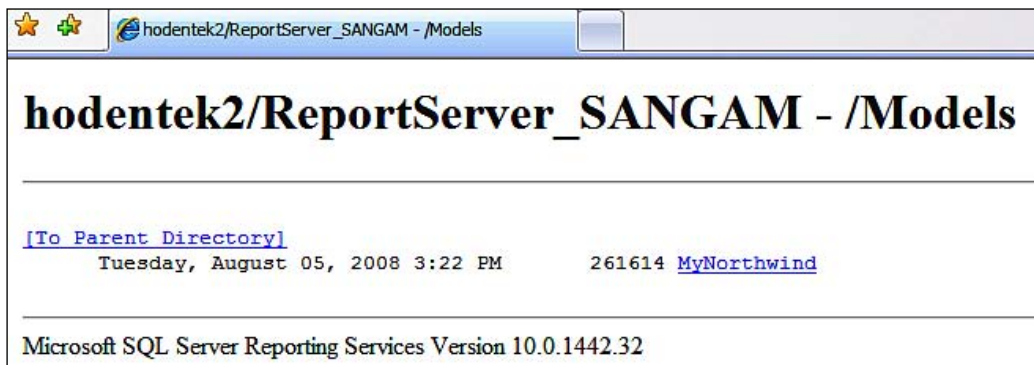 hodentek2/ReportServer_SANGAM - /Models
hodentek2/ReportServer_SANGAM - /Models
[To Parent Directory]
Tuesday, August 05, 2008 3:22 PM 261614 MyNorthwind
Microsoft SQL Server Reporting Services Version 10.0.1442.32